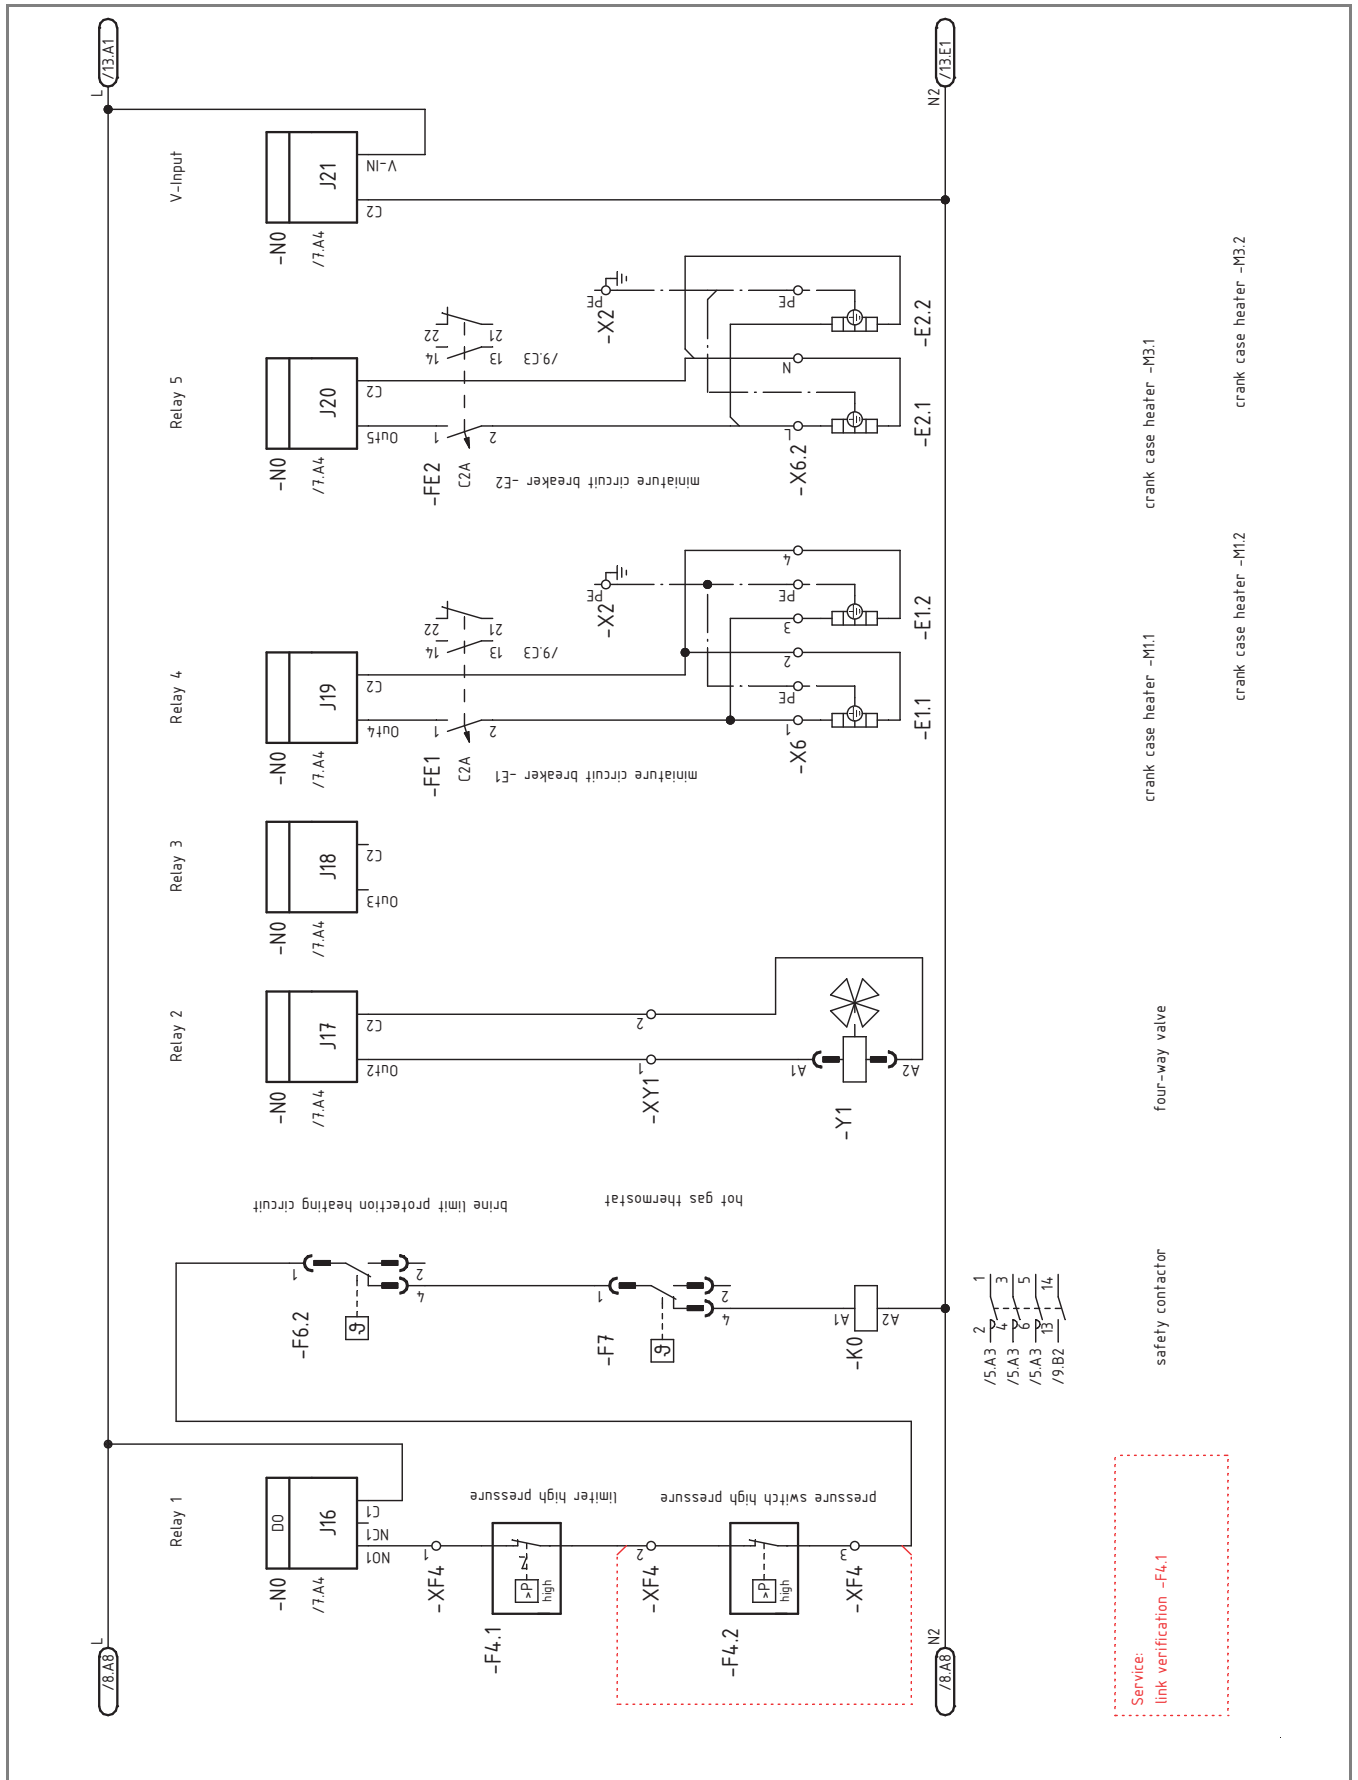 /8.A8
L
L
/13.A1
Relay 1
Relay 2
Relay 3
Relay 4
Relay 5
V-Input
-N0
/7.A4
DO
J16
NO1
NC1
C1
-N0
/7.A4
J17
Out2
C2
-N0
/7.A4
J18
Out3
C2
-N0
/7.A4
J19
Out4
C2
-N0
/7.A4
J20
Out5
C2
-N0
/7.A4
J21
C2
V-IN
-XF4
1
-F4.1
>P
high
limiter high pressure
-XF4
2
-F4.2
>P
high
pressure switch high pressure
-XF4
3
-F6.2
ϑ
1
4
2
brine limit protection heating circuit
-F7
ϑ
1
4
2
hot gas thermostat
-K0
A1
A2
-XY1
1
2
-Y1
A1
A2
-FE1
C2A
1
2
14
13
22
21
/9.C3
miniature circuit breaker -E1
-X2
PE
-X6
1
PE
2
3
PE
4
-E1.1
-E1.2
-FE2
C2A
1
2
14
13
22
21
/9.C3
miniature circuit breaker -E2
-X2
PE
-X6.2
L
N
PE
-E2.1
-E2.2
/8.A8
N2
N2
/13.E1
/5.A3
2
1
/5.A3
4
3
/5.A3
6
5
/9.B2
13
14
safety contactor
four-way valve
crank case heater -M1.1
crank case heater -M1.2
crank case heater -M3.1
crank case heater -M3.2
Service:
link verification -F4.1